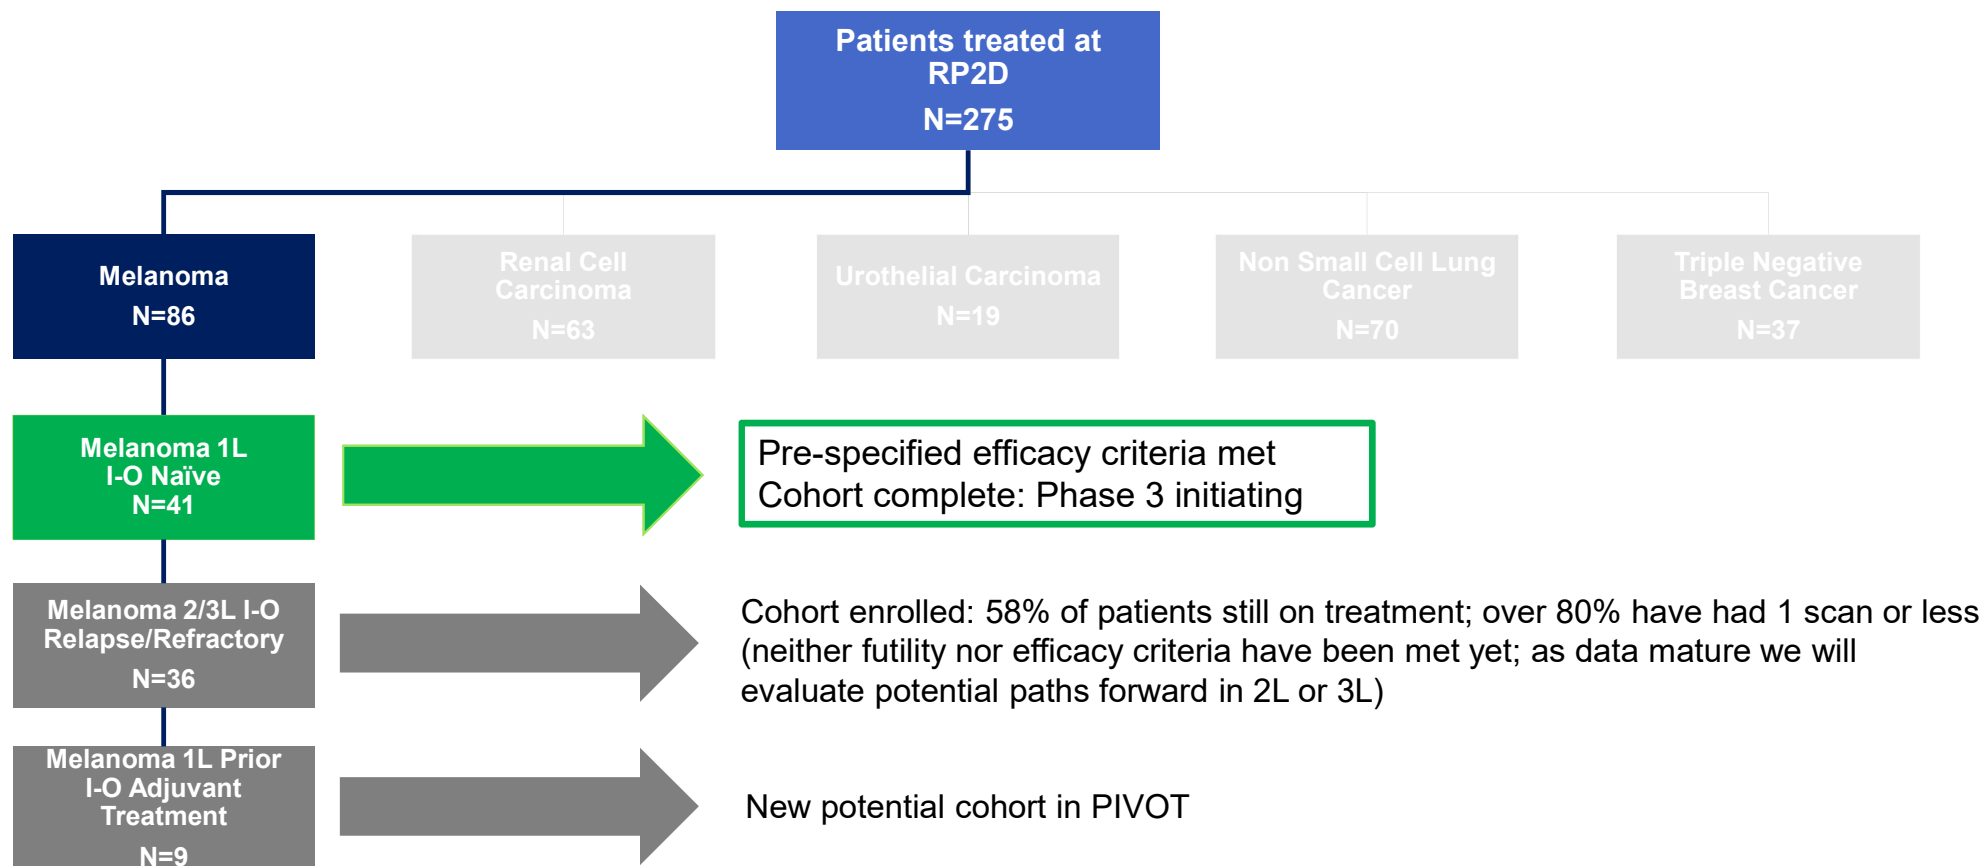 Patients treated at
RP2D
N=275
Melanoma
N=86
Renal Cell
Carcinoma
N=63
Urothelial Carcinoma
N=19
Non Small Cell Lung
Cancer
N=70
Triple Negative
Breast Cancer
N=37
Melanoma 1L
I-O Naïve
N=41
Pre-specified efficacy criteria met
Cohort complete: Phase 3 initiating
Melanoma 2/3L I-O
Relapse/Refractory
N=36
Cohort enrolled: 58% of patients still on treatment; over 80% have had 1 scan or less
(neither futility nor efficacy criteria have been met yet; as data mature we will
evaluate potential paths forward in 2L or 3L)
Melanoma 1L Prior
I-O Adjuvant
Treatment
N=9
New potential cohort in PIVOT